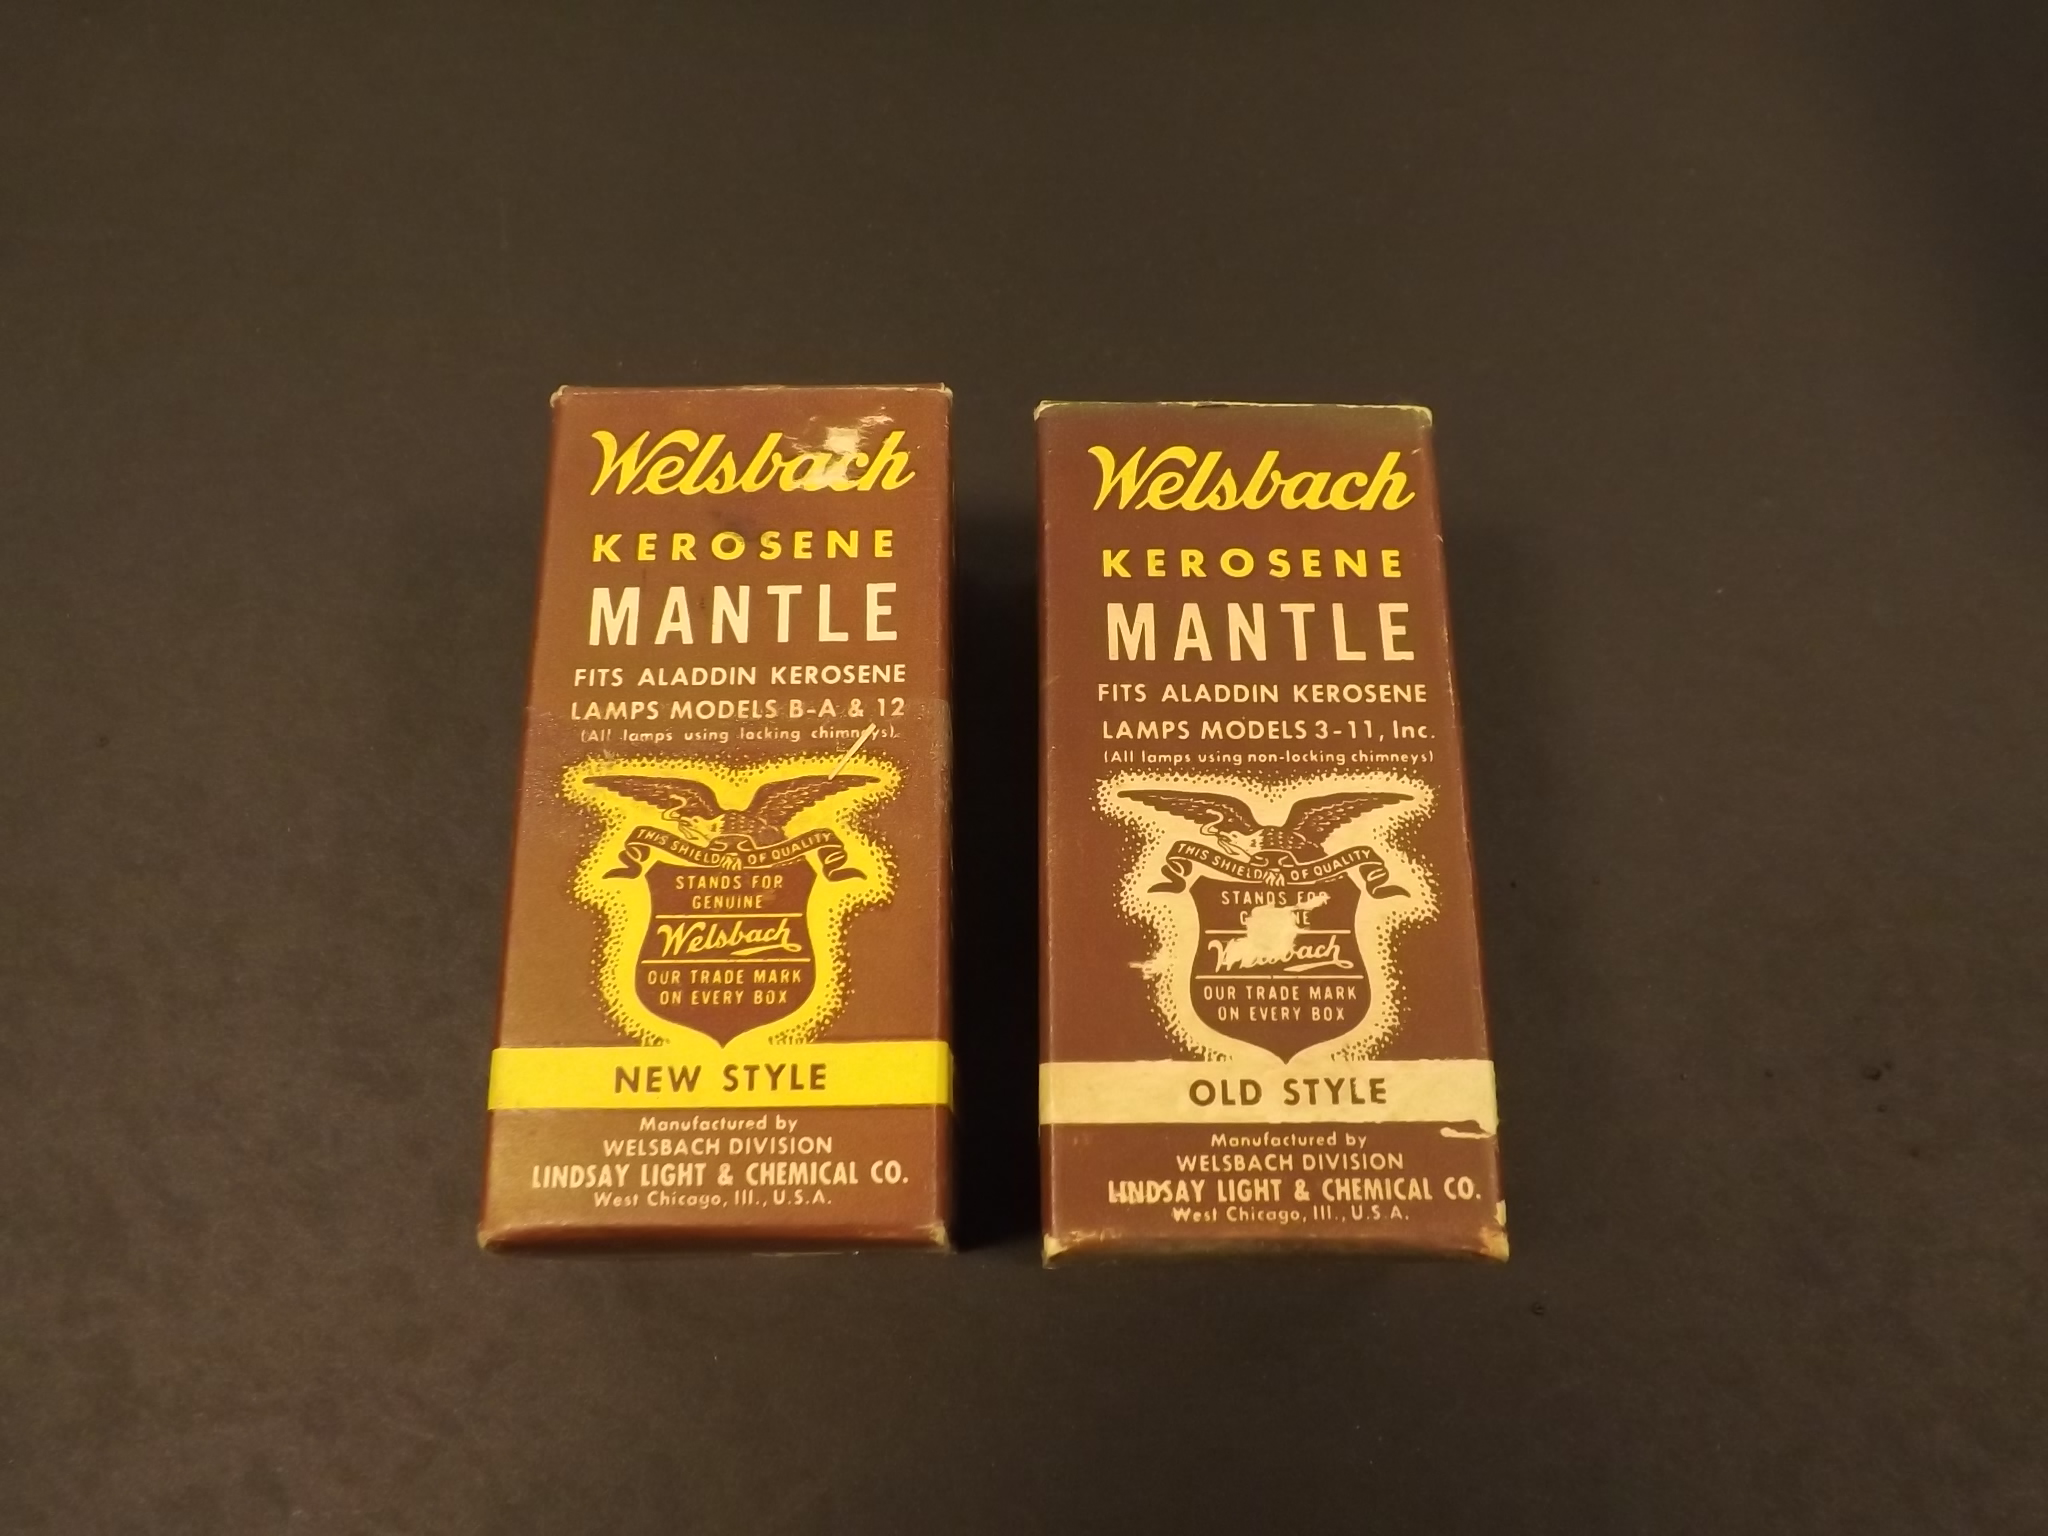 Welsbach
KEROSENE
MANTLE
FITS ALADDIN KEROSENE
LAMPS MODELS B-A & 12
(All lamps using locking chimneys).
THIS SHIELD OF QUALITY
STANDS FOR
GENUINE
Welsbach
OUR TRADE MARK
ON EVERY BOX
NEW STYLE
Manufactured by
WELSBACH DIVISION
LINDSAY LIGHT & CHEMICAL CO.
West Chicago, Ill., U.S.A.
Welsbach
KEROSENE
MANTLE
FITS ALADDIN KEROSENE
LAMPS MODELS 3-11, Inc.
(All lamps using non-locking chimneys)
THIS SHIELD OF QUALITY
STANDS FOR
GENUINE
Welsbach
OUR TRADE MARK
ON EVERY BOX
OLD STYLE
Manufactured by
WELSBACH DIVISION
LINDSAY LIGHT & CHEMICAL CO.
West Chicago, Ill., U.S.A.